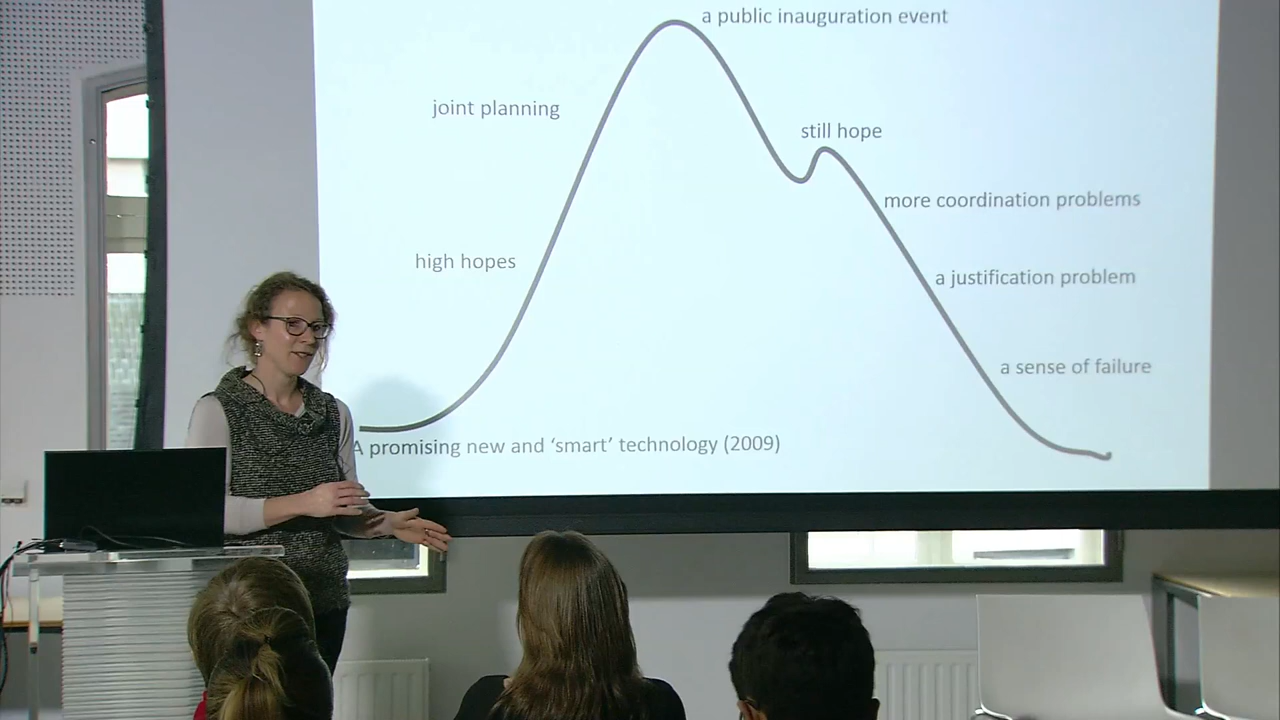 a public inauguration event
joint planning
still hope
more coordination problems
high hopes
a justification problem
a sense of failure
A promising new and ‘smart’ technology (2009)